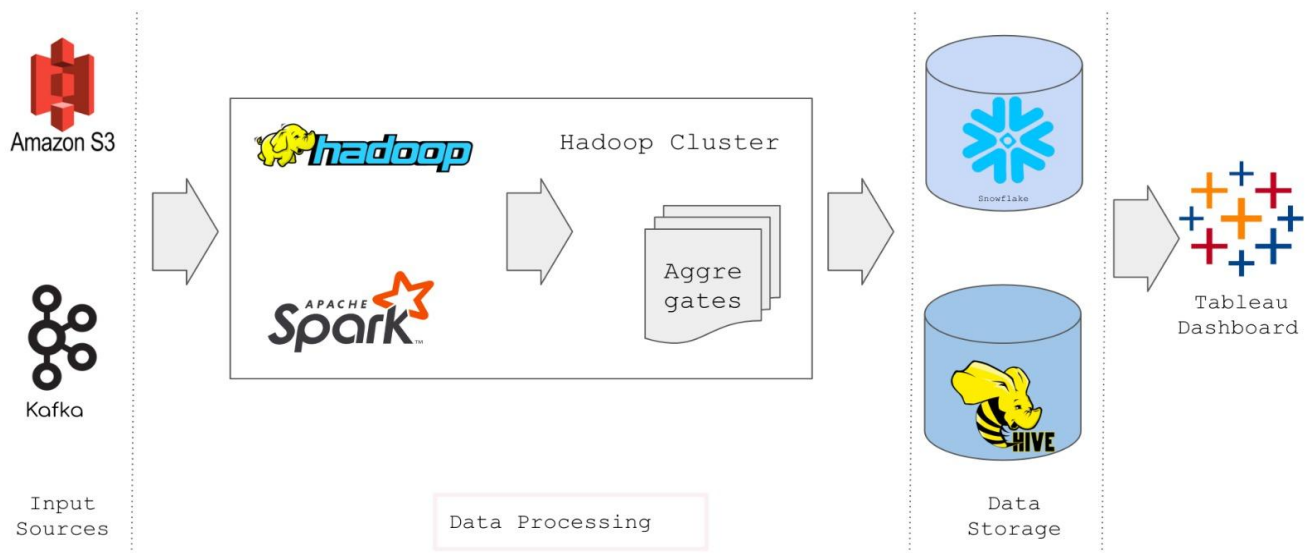 Amazon S3
Kafka
Input
Sources
hadoop
Hadoop Cluster
APACHE
Spark
TM
Aggre
gates
Data Processing
Snowflake
HIVE
Data
Storage
Tableau
Dashboard